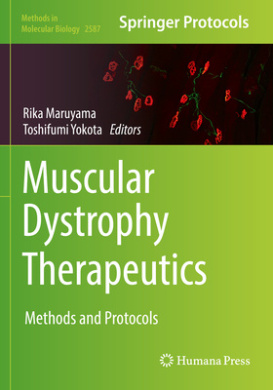 Methods in
Molecular Biology 2587
Springer Protocols
Rika Maruyama
Toshifumi Yokota Editors
Muscular
Dystrophy
Therapeutics
Methods and Protocols
Humana Press